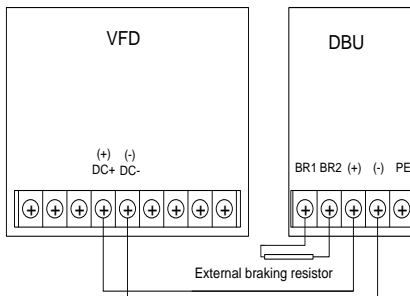 VFD
DBU
(+) (-)
DC+ DC-
BR1 BR2 (+) (-) PE
External braking resistor